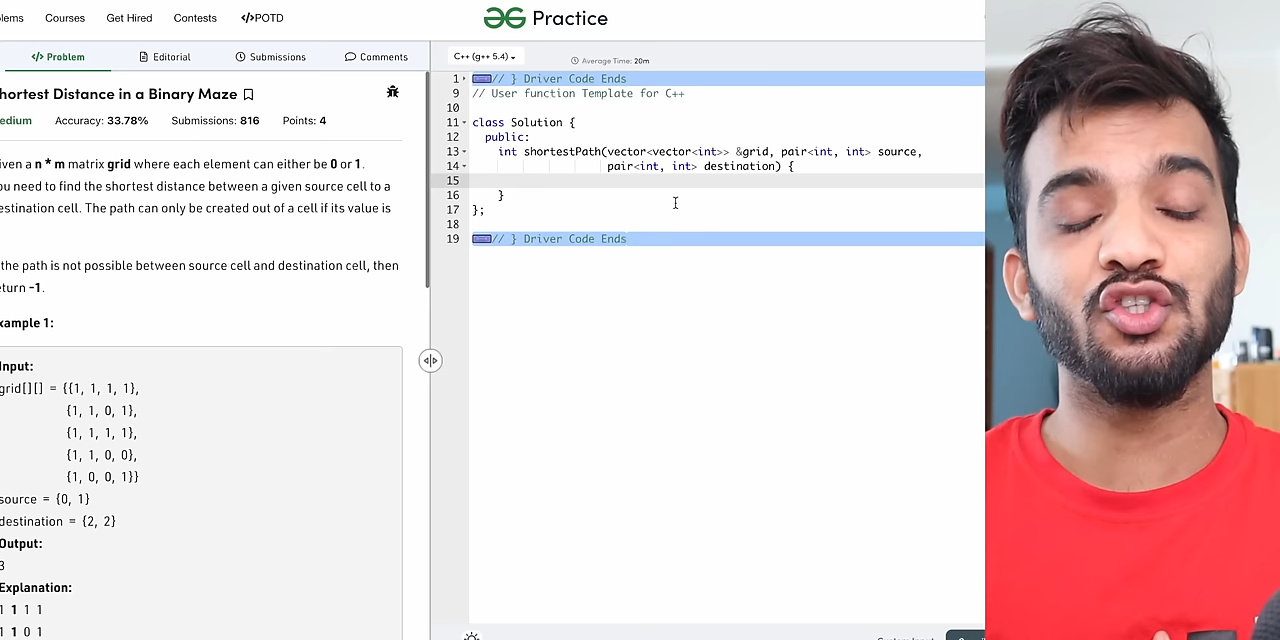 lems Courses Get Hired Contests </>POTD
Practice
</> Problem Editorial Submissions Comments
C++ (g++ 5.4) Average Time: 20m
hortest Distance in a Binary Maze
edium Accuracy: 33.78% Submissions: 816 Points: 4
iven a n * m matrix grid where each element can either be 0 or 1.
ou need to find the shortest distance between a given source cell to a
estination cell. The path can only be created out of a cell if its value is
the path is not possible between source cell and destination cell, then
eturn -1.
xample 1:
Input:
grid[][] = {{1, 1, 1, 1},
{1, 1, 0, 1},
{1, 1, 1, 1},
{1, 1, 0, 0},
{1, 0, 0, 1}}
source = {0, 1}
destination = {2, 2}
Output:
3
Explanation:
1 1 1 1
1 1 0 1
1 // } Driver Code Ends
9 // User function Template for C++
10
11 class Solution {
12 public:
13 int shortestPath(vector<vector<int>> &grid, pair<int, int> source,
14 pair<int, int> destination) {
15
16 }
17 };
18
19 // } Driver Code Ends